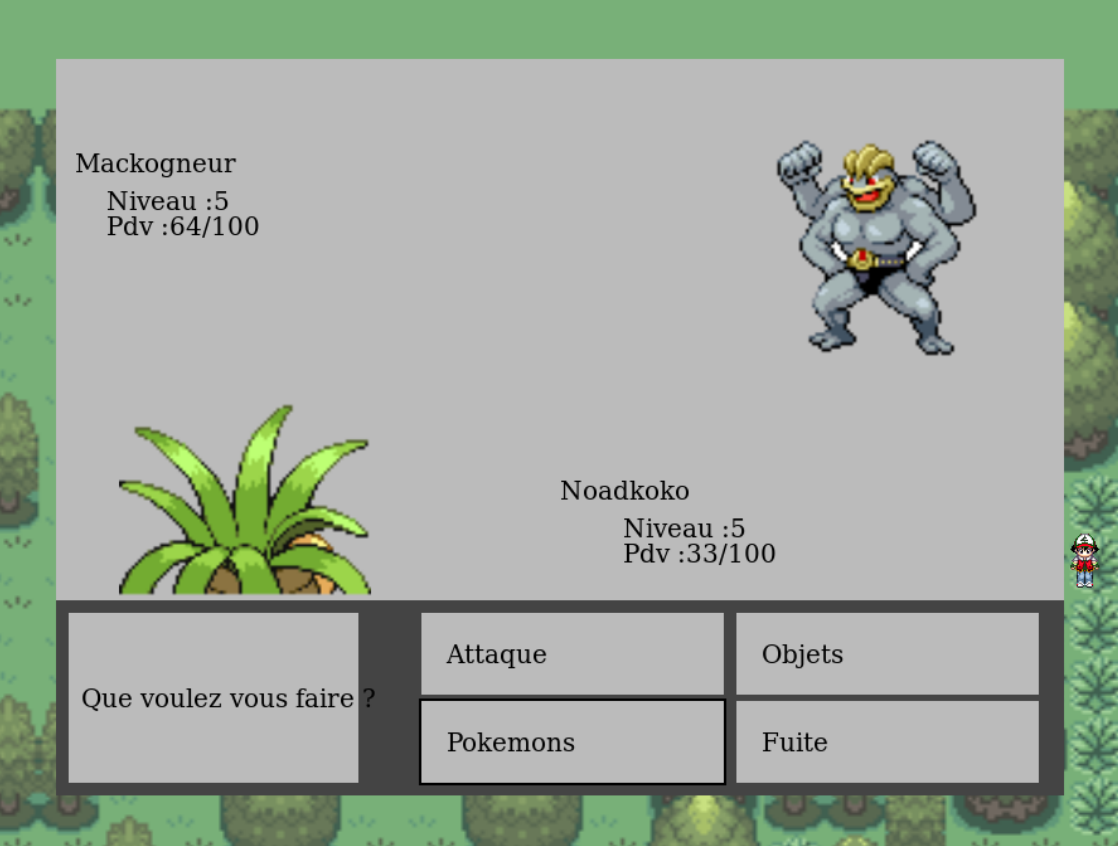 Mackogneur
Niveau :5
Pdv :64/100
Noadkoko
Niveau :5
Pdv :33/100
Que voulez vous faire ?
Attaque
Objets
Pokemons
Fuite